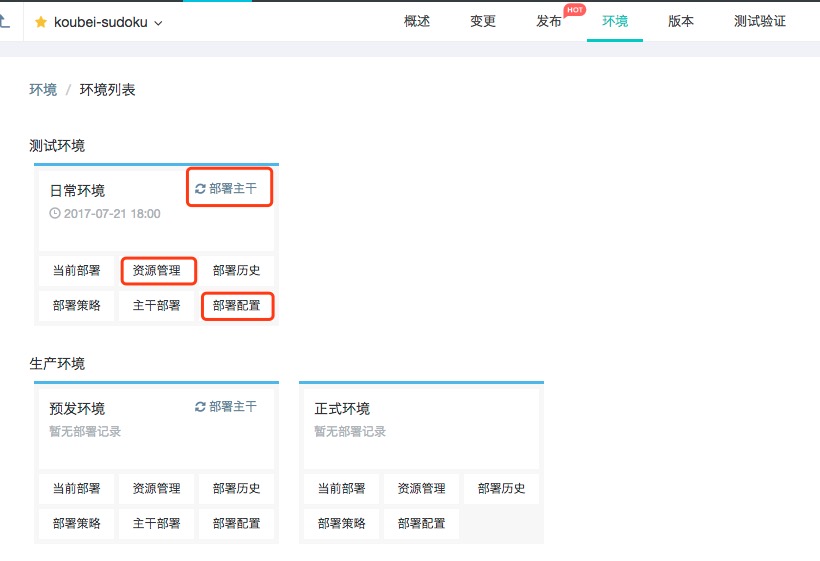 koubei-sudoku 概述 变更 发布 HOT 环境 版本 测试验证
环境 / 环境列表
测试环境
日常环境 部署主干
2017-07-21 18:00
当前部署 资源管理 部署历史
部署策略 主干部署 部署配置
生产环境
预发环境 部署主干
暂无部署记录
当前部署 资源管理 部署历史
部署策略 主干部署 部署配置
正式环境
暂无部署记录
当前部署 资源管理 部署历史
部署策略 部署配置